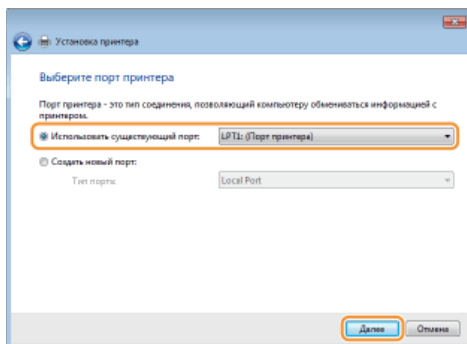 Установка принтера
Выберите порт принтера
Порт принтера - это тип соединения, позволяющий компьютеру обмениваться информацией с
принтером.
Использовать существующий порт: LPT1: (Порт принтера)
Создать новый порт:
Тип порта: Local Port
Далее Отмена